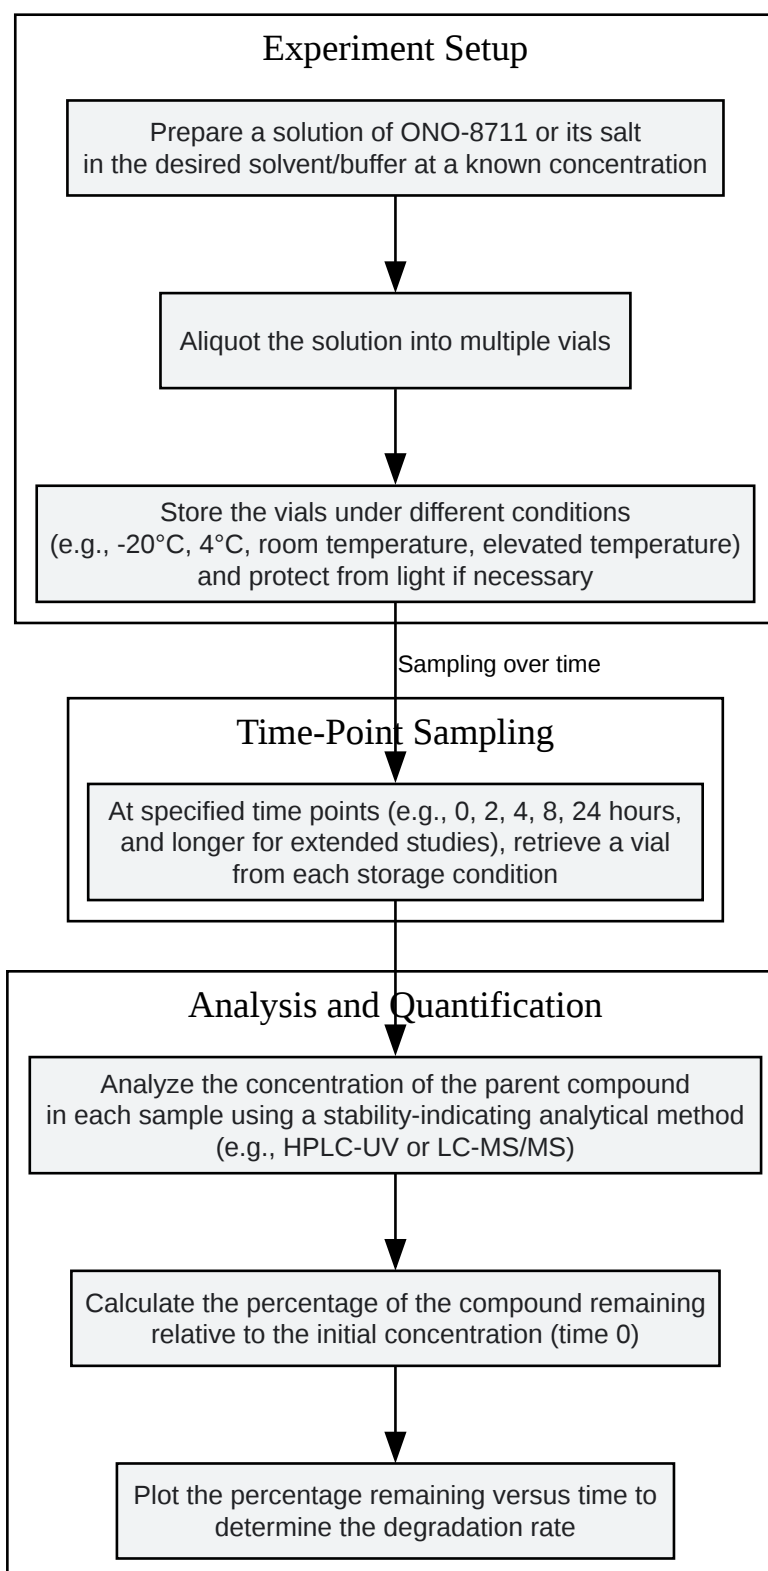 Experiment Setup
Prepare a solution of ONO-8711 or its salt
in the desired solvent/buffer at a known concentration
Aliquot the solution into multiple vials
Store the vials under different conditions
(e.g., -20°C, 4°C, room temperature, elevated temperature)
and protect from light if necessary
Sampling over time
Time-Point Sampling
At specified time points (e.g., 0, 2, 4, 8, 24 hours,
and longer for extended studies), retrieve a vial
from each storage condition
Analysis and Quantification
Analyze the concentration of the parent compound
in each sample using a stability-indicating analytical method
(e.g., HPLC-UV or LC-MS/MS)
Calculate the percentage of the compound remaining
relative to the initial concentration (time 0)
Plot the percentage remaining versus time to
determine the degradation rate